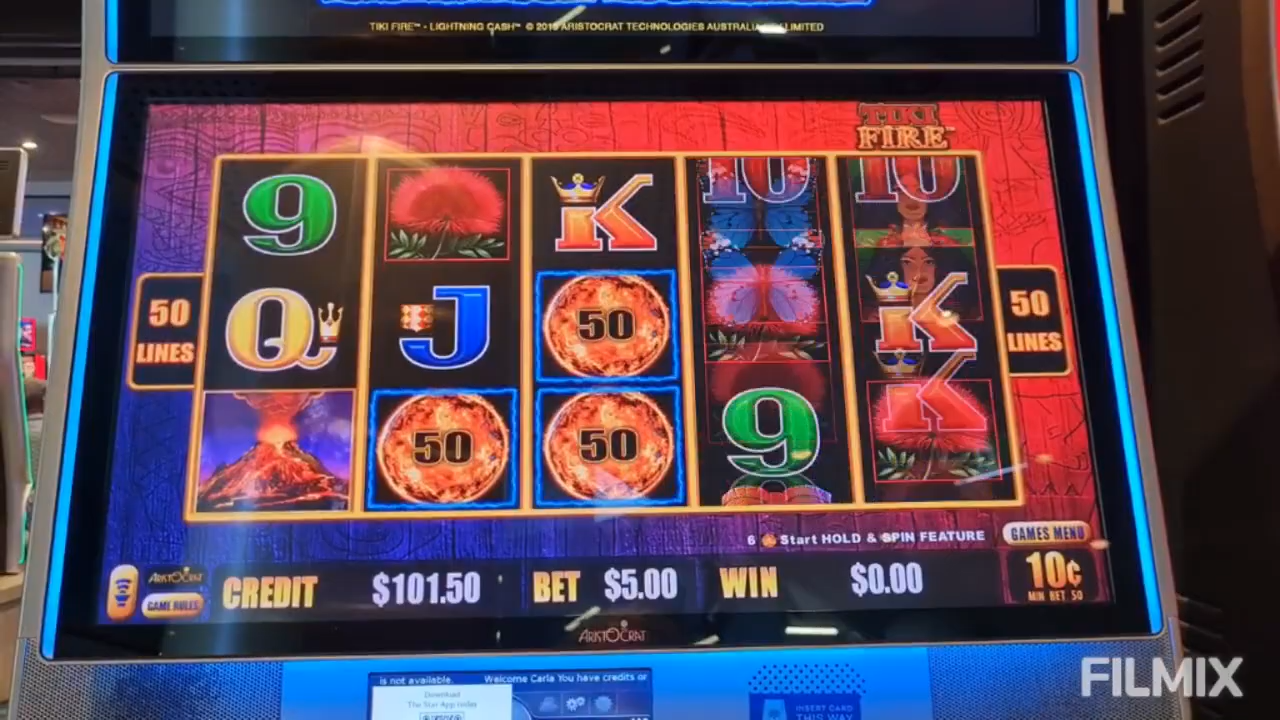 TIKI FIRE™ - LIGHTNING CASH™ © 2015 ARISTOCRAT TECHNOLOGIES AUSTRALIA LIMITED
TIKI
FIRE™
9 K 10 10
50
LINES
Q J 50 K
50
LINES
K
50 50 9
6 Start HOLD & SPIN FEATURE
GAMES MENU
ARISTOCRAT
GAME RULES
CREDIT $101.50 BET $5.00 WIN $0.00
10¢
MIN BET 50
ARISTOCRAT
is not available. Welcome Carla You have credits or
Download
The Star App today
INSERT CARD
THIS WAY
FILMIX